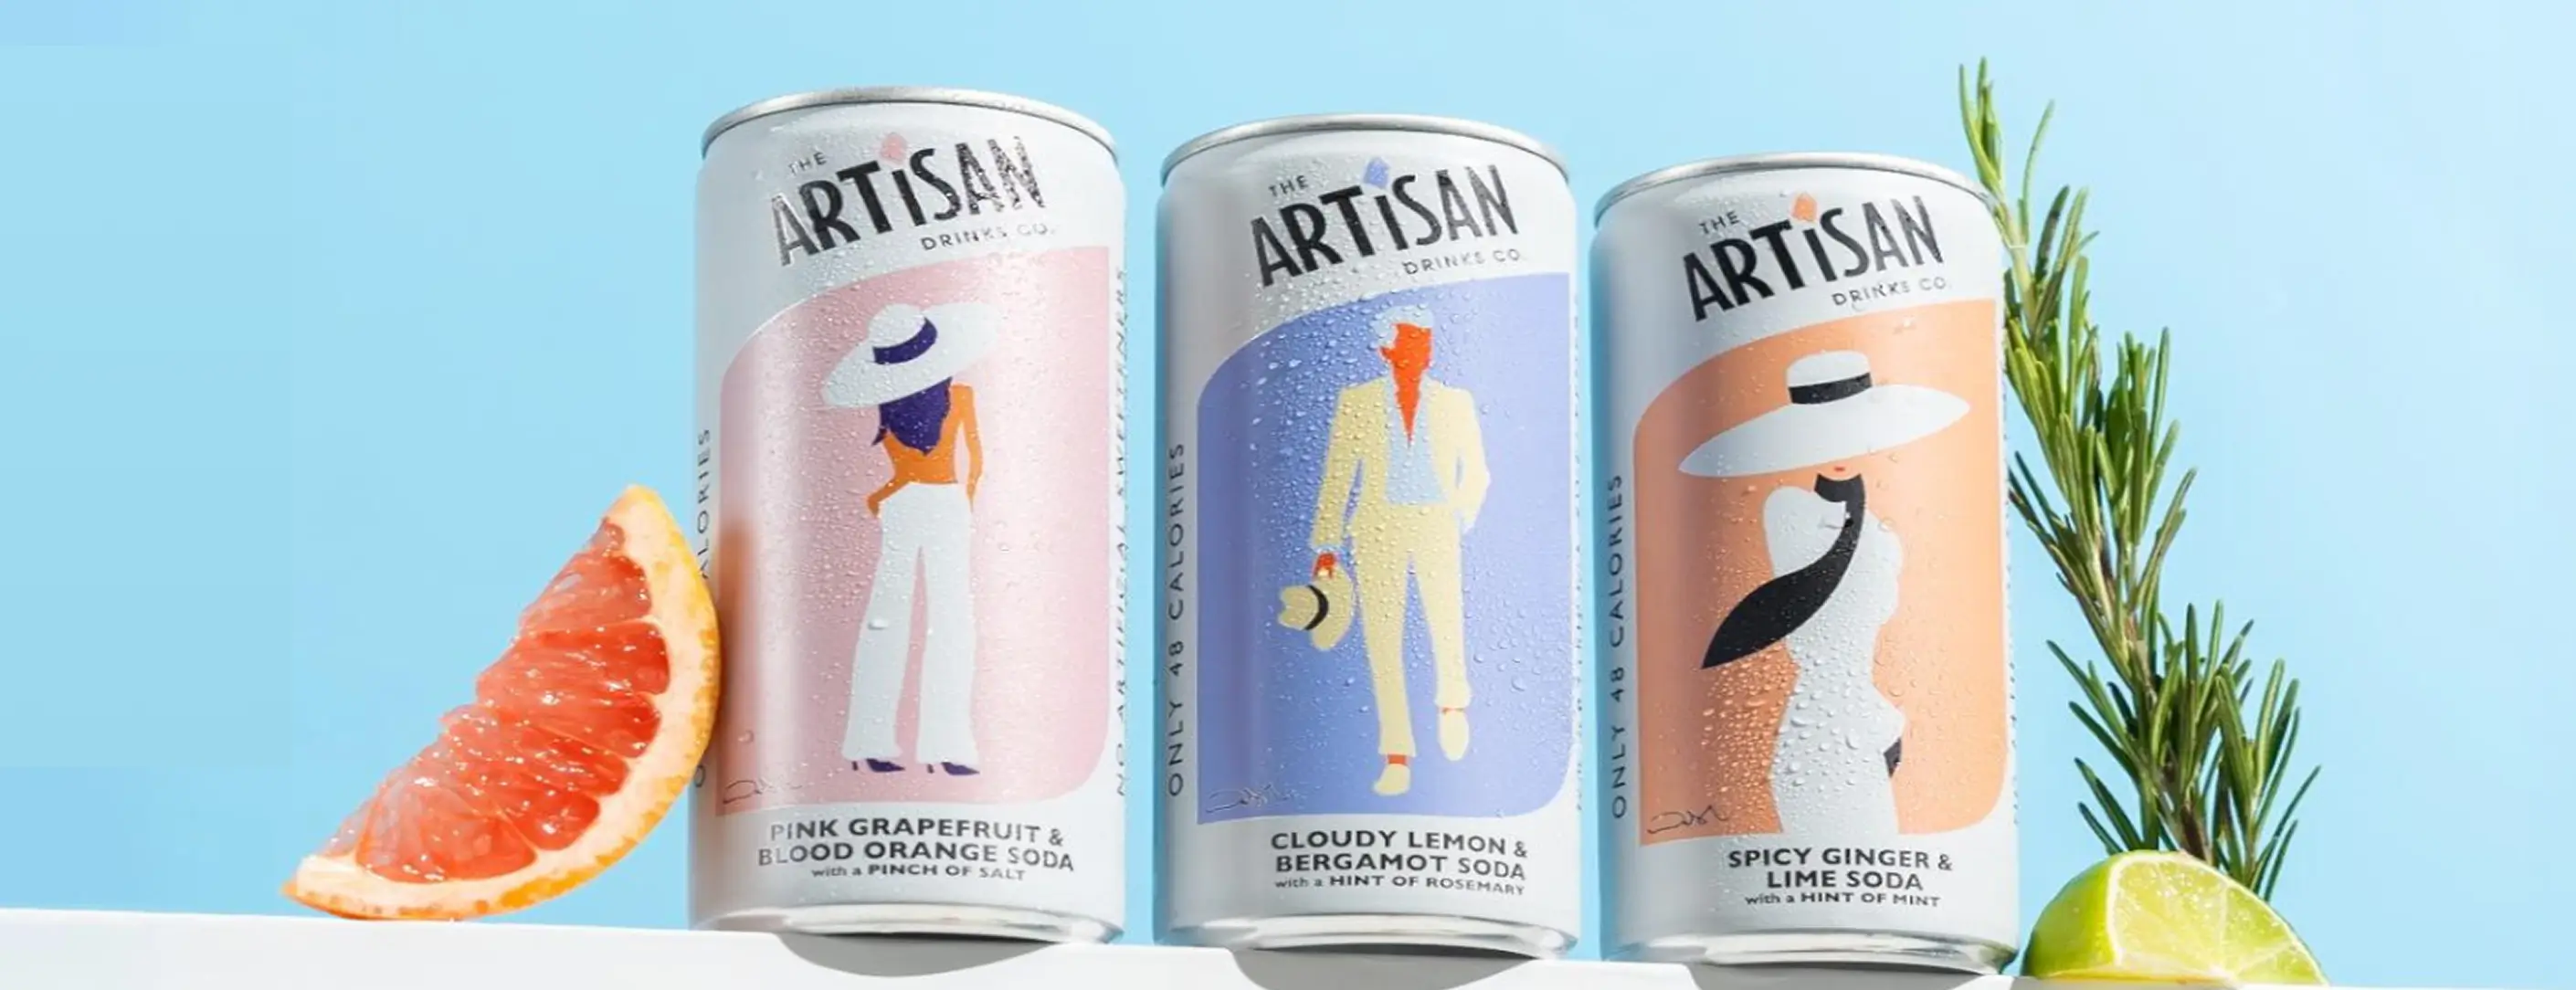 THE
ARTiSAN
DRINKS CO.
CALORIES
NO ARTIFICIAL SWEETENERS
PINK GRAPEFRUIT &
BLOOD ORANGE SODA
with a PINCH OF SALT
THE
ARTiSAN
DRINKS CO.
ONLY 48 CALORIES
CLOUDY LEMON &
BERGAMOT SODA
with a HINT OF ROSEMARY
THE
ARTiSAN
DRINKS CO.
ONLY 48 CALORIES
SPICY GINGER &
LIME SODA
with a HINT OF MINT